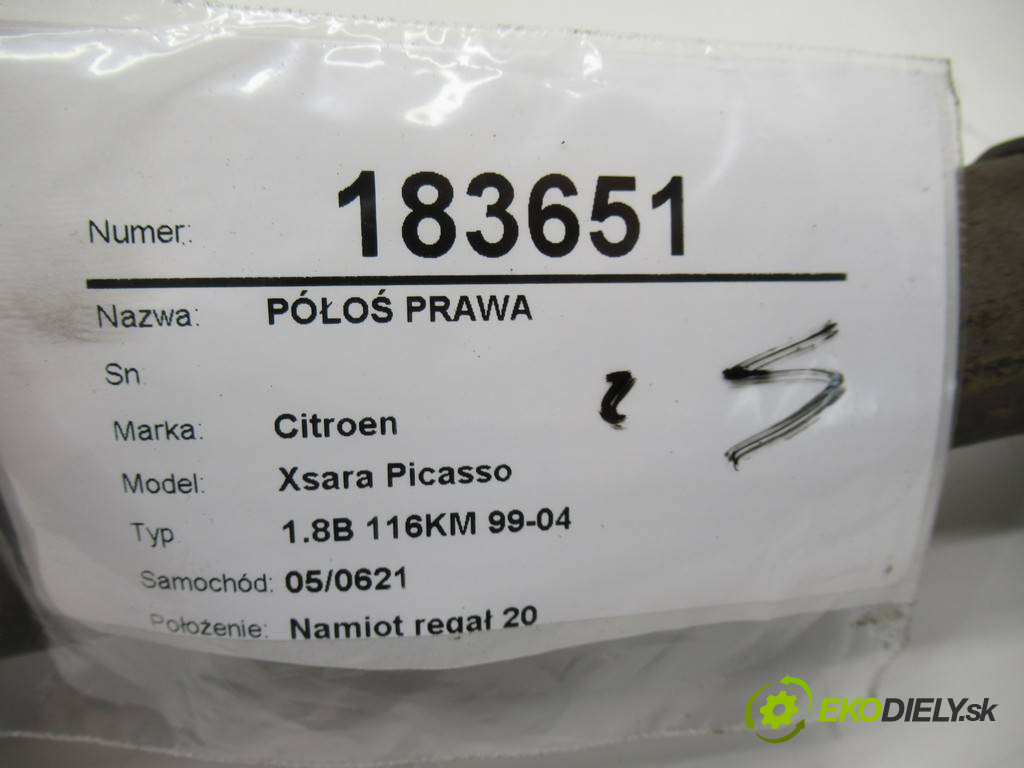 Numer: 183651
Nazwa: PÓŁOŚ PRAWA
Sn
Marka: Citroen
Model: Xsara Picasso
Typ 1.8B 116KM 99-04
Samochód: 05/0621
Położenie: Namiot regał 20
EKODIELY.sk